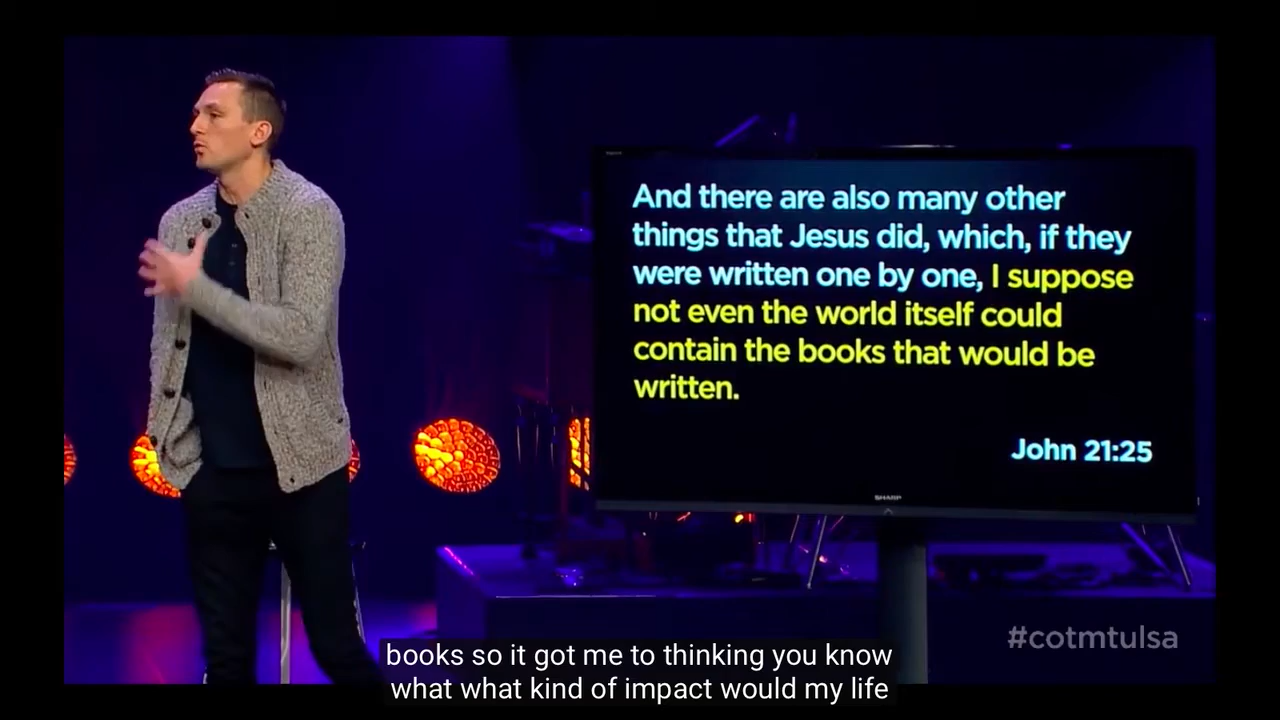 And there are also many other
things that Jesus did, which, if they
were written one by one, I suppose
not even the world itself could
contain the books that would be
written.
John 21:25
SHARP
#cotmtulsa
books so it got me to thinking you know
what what kind of impact would my life